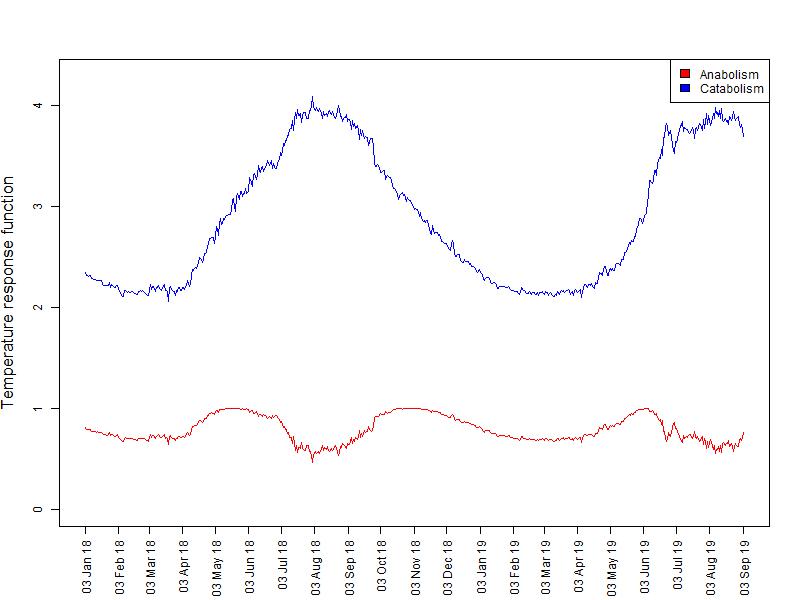 Anabolism
Catabolism
Temperature response function
4
3
2
1
0
03 Jan 18
03 Feb 18
03 Mar 18
03 Apr 18
03 May 18
03 Jun 18
03 Jul 18
03 Aug 18
03 Sep 18
03 Oct 18
03 Nov 18
03 Dec 18
03 Jan 19
03 Feb 19
03 Mar 19
03 Apr 19
03 May 19
03 Jun 19
03 Jul 19
03 Aug 19
03 Sep 19